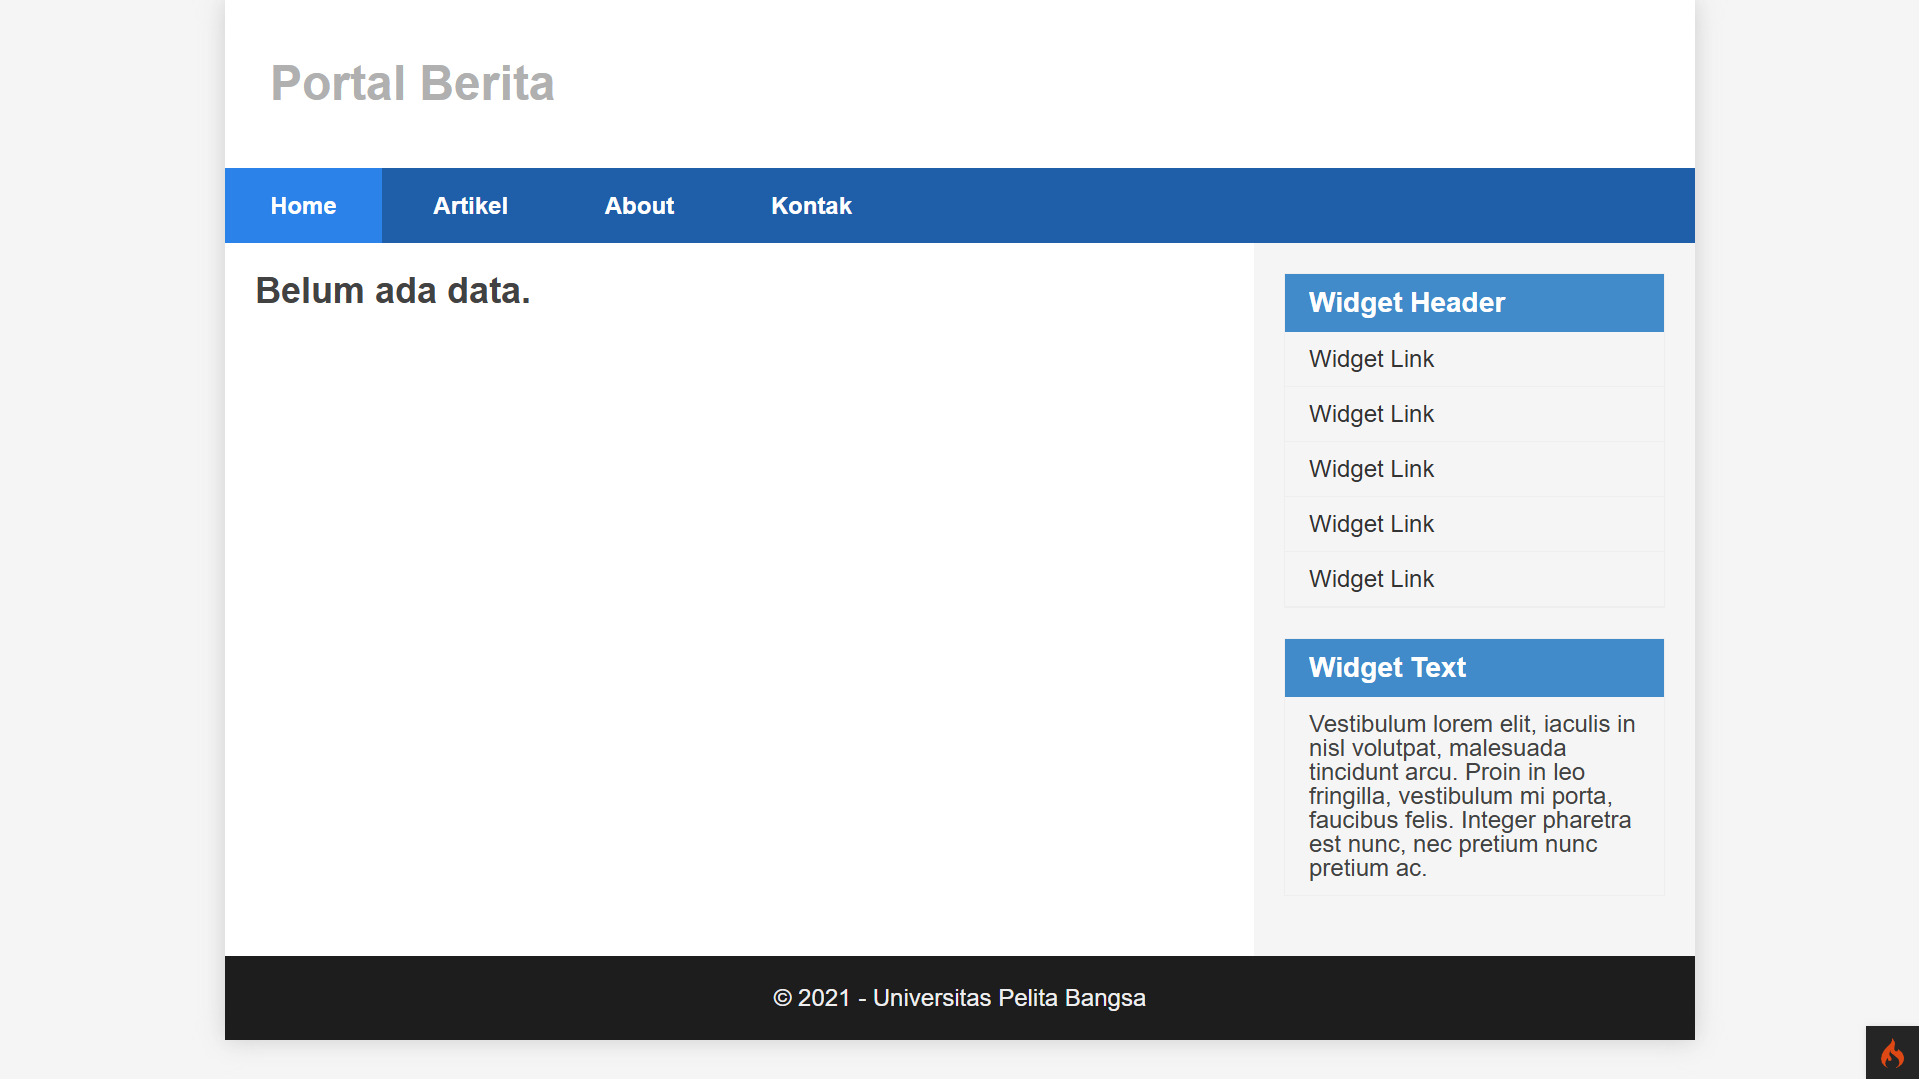 Portal Berita
Home Artikel About Kontak
Belum ada data.
Widget Header
Widget Link
Widget Link
Widget Link
Widget Link
Widget Link
Widget Text
Vestibulum lorem elit, iaculis in
nisl volutpat, malesuada
tincidunt arcu. Proin in leo
fringilla, vestibulum mi porta,
faucibus felis. Integer pharetra
est nunc, nec pretium nunc
pretium ac.
© 2021 - Universitas Pelita Bangsa